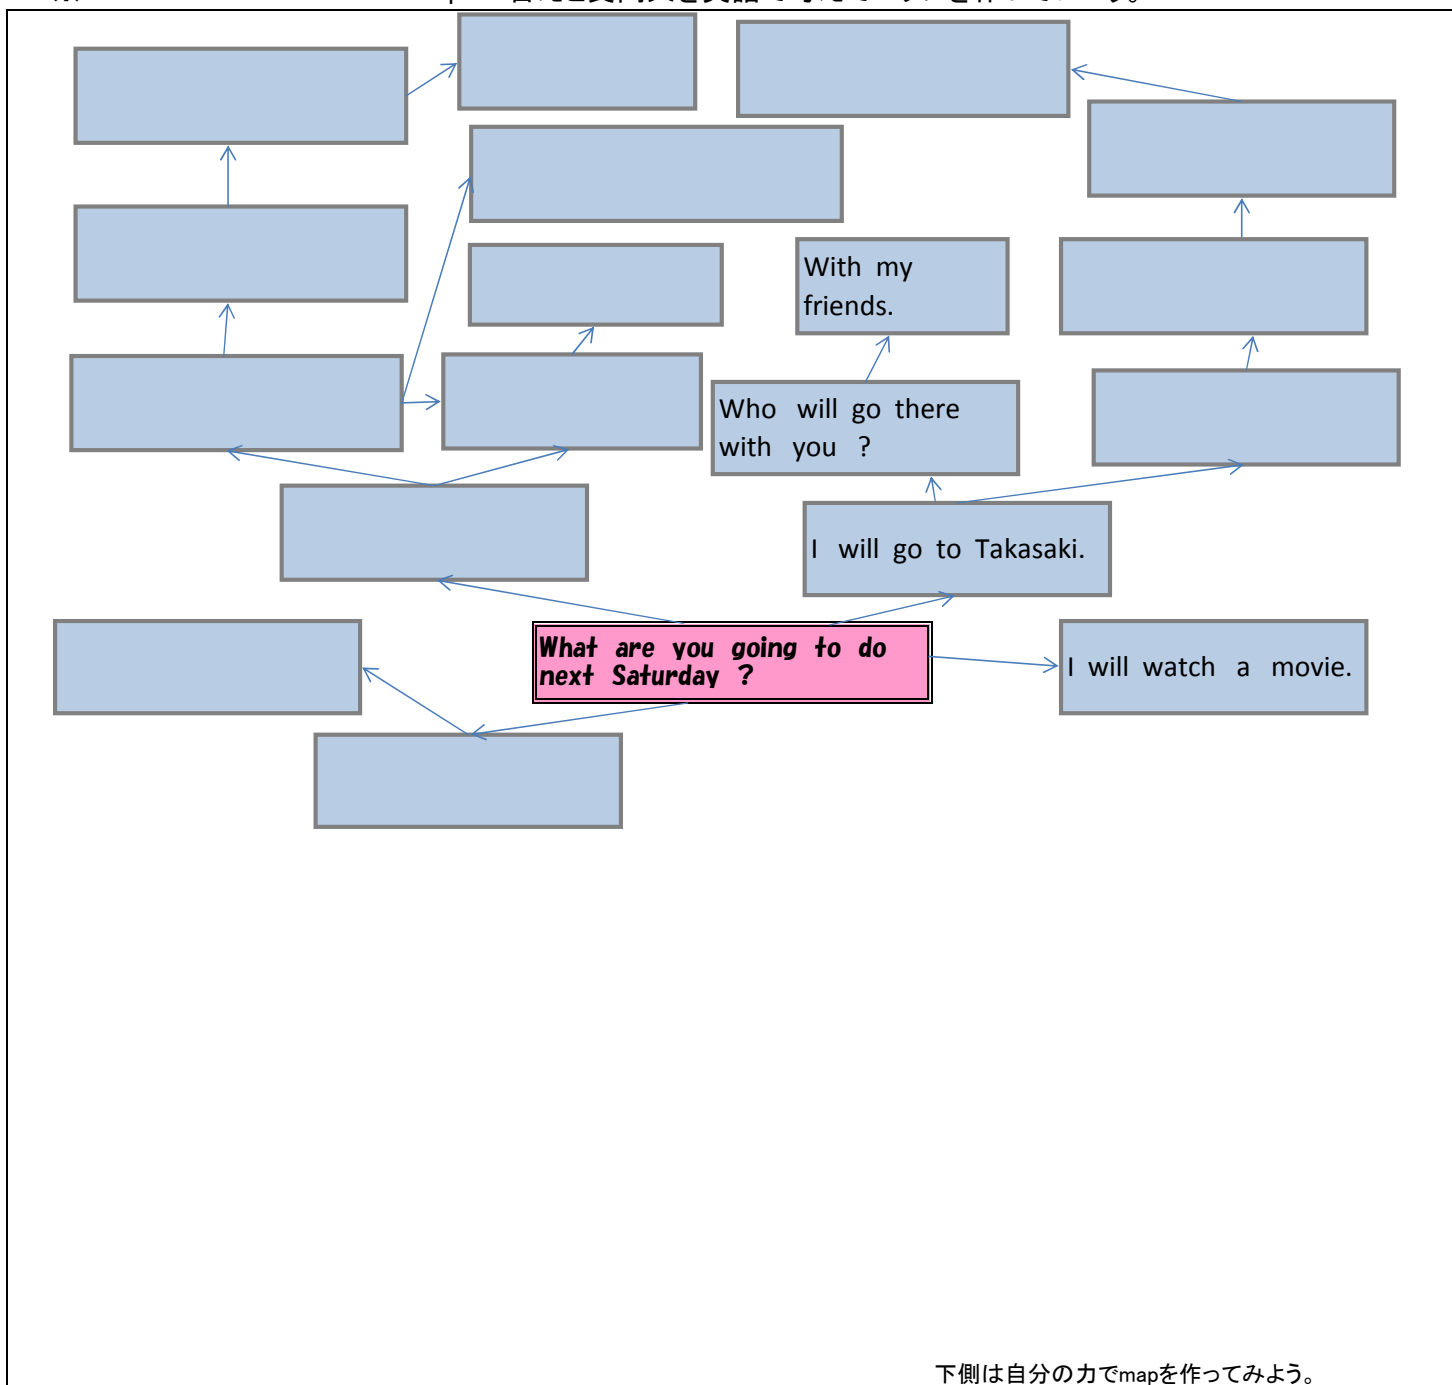 With my
friends.
Who will go there
with you ?
I will go to Takasaki.
What are you going to do
next Saturday ?
I will watch a movie.
下側は自分の力でmapを作ってみよう。